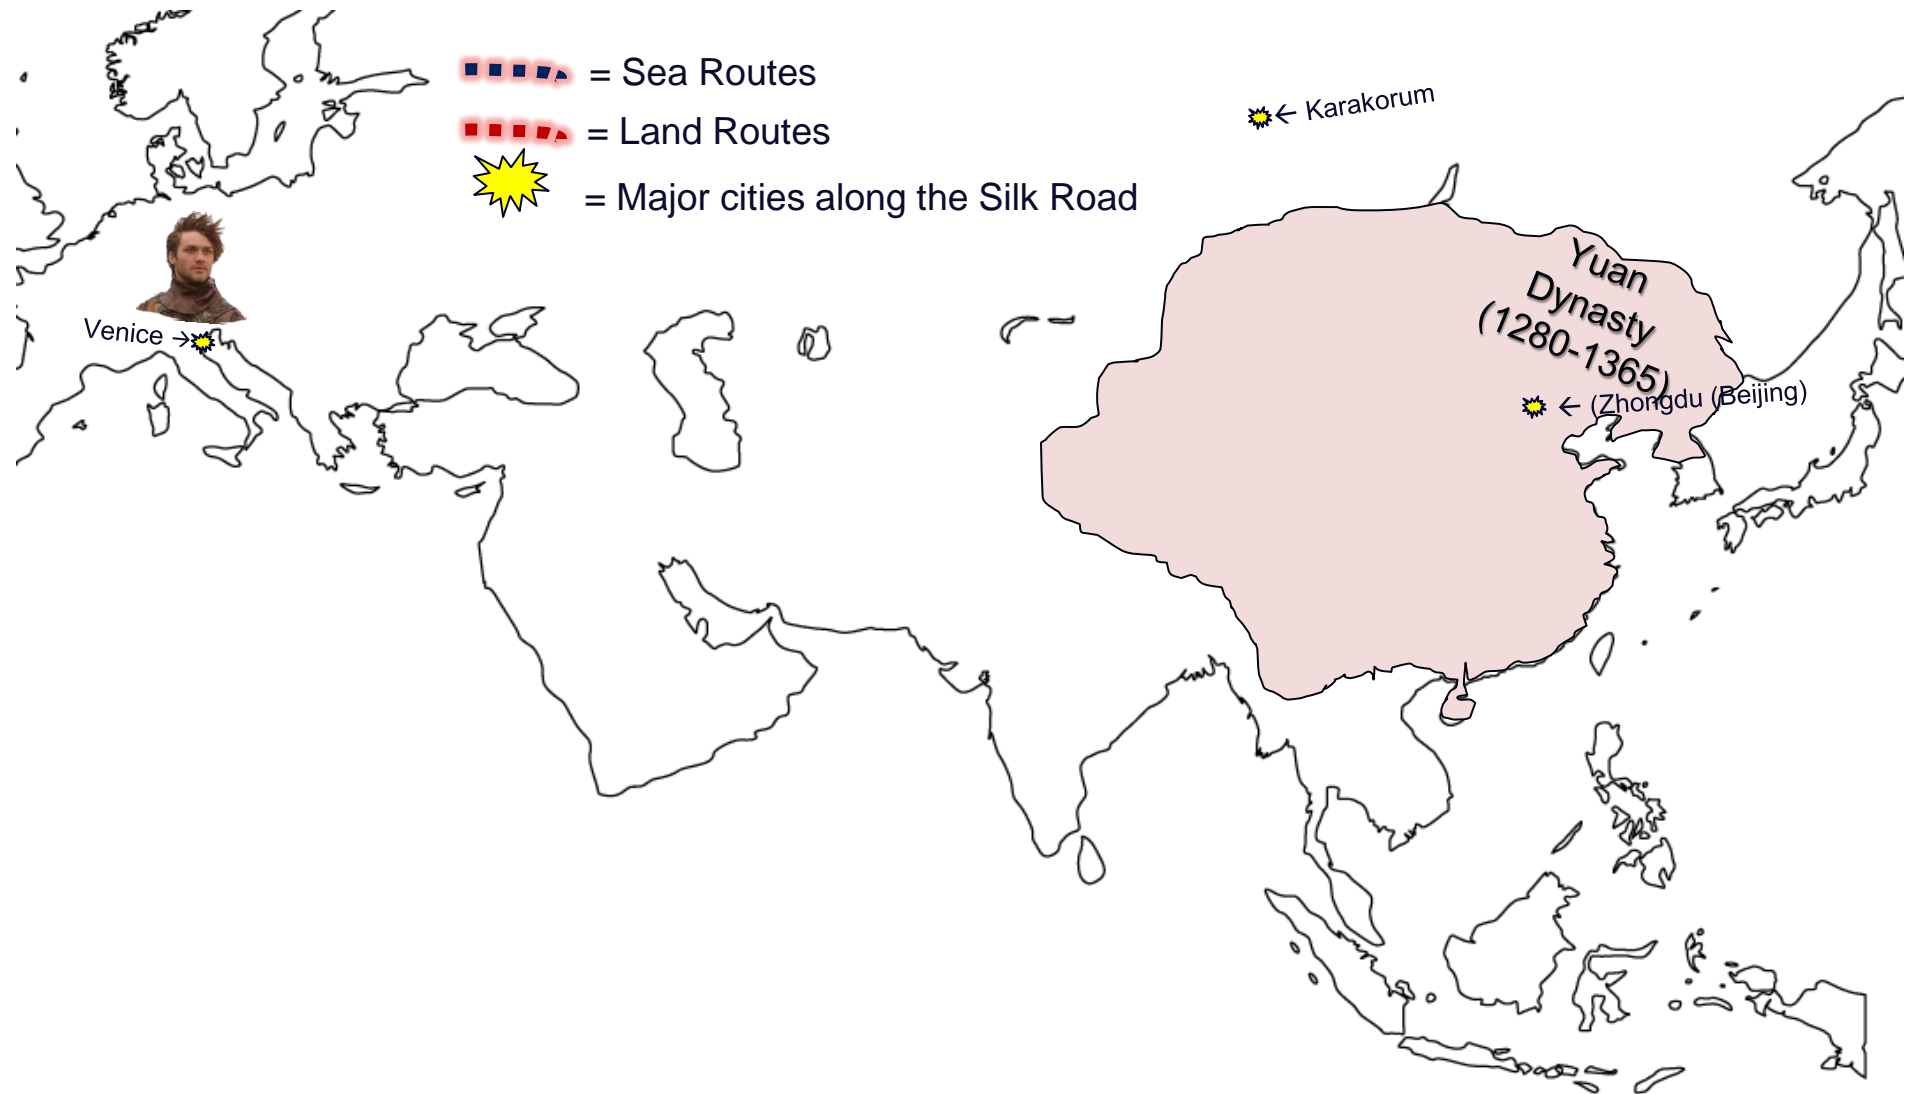 = Sea Routes
= Land Routes
= Major cities along the Silk Road
← Karakorum
Yuan
Dynasty
(1280-1365)
Venice →
← (Zhongdu (Beijing)